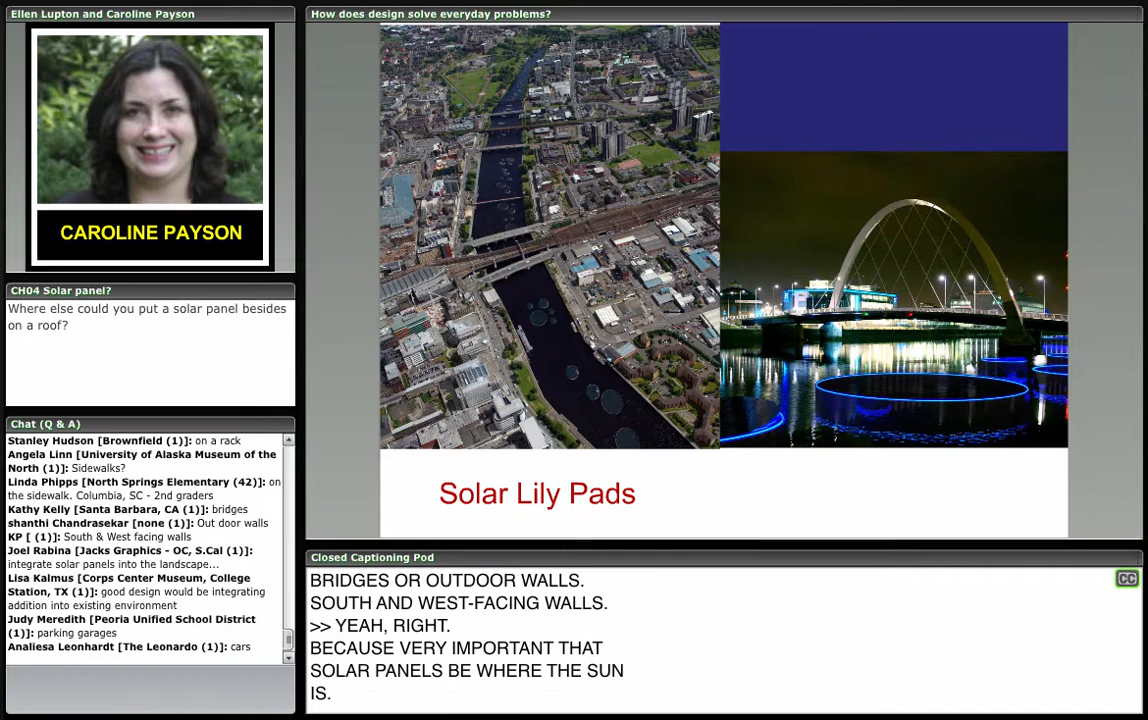 Ellen Lupton and Caroline Payson
CAROLINE PAYSON
CH04 Solar panel?
Where else could you put a solar panel besides
on a roof?
Chat (Q & A)
Stanley Hudson [Brownfield (1)]: on a rack
Angela Linn [University of Alaska Museum of the
North (1)]: Sidewalks?
Linda Phipps [North Springs Elementary (42)]: on
the sidewalk. Columbia, SC - 2nd graders
Kathy Kelly [Santa Barbara, CA (1)]: bridges
shanthi Chandrasekar [none (1)]: Out door walls
KP [ (1)]: South & West facing walls
Joel Rabina [Jacks Graphics - OC, S.Cal (1)]:
integrate solar panels into the landscape...
Lisa Kalmus [Corps Center Museum, College
Station, TX (1)]: good design would be integrating
addition into existing environment
Judy Meredith [Peoria Unified School District
(1)]: parking garages
Analiesa Leonhardt [The Leonardo (1)]: cars
How does design solve everyday problems?
Solar Lily Pads
Closed Captioning Pod
CC
BRIDGES OR OUTDOOR WALLS.
SOUTH AND WEST-FACING WALLS.
>> YEAH, RIGHT.
BECAUSE VERY IMPORTANT THAT
SOLAR PANELS BE WHERE THE SUN
IS.